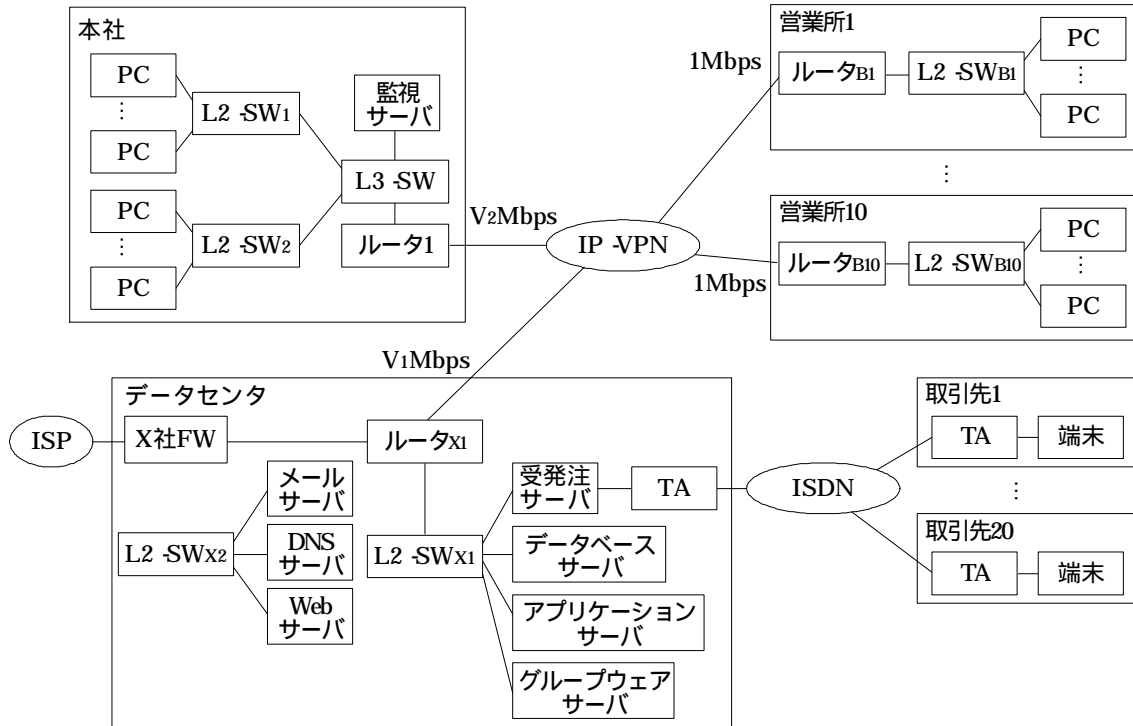 本社
PC
⋮
PC
L2-SW1
PC
⋮
PC
L2-SW2
監視
サーバ
L3-SW
ルータ1
V2Mbps
IP-VPN
1Mbps
営業所1
ルータB1
L2-SWB1
PC
⋮
PC
⋮
1Mbps
営業所10
ルータB10
L2-SWB10
PC
⋮
PC
V1Mbps
データセンタ
ISP
X社FW
ルータX1
L2-SWX2
メール
サーバ
DNS
サーバ
Web
サーバ
L2-SWX1
受発注
サーバ
TA
データベース
サーバ
アプリケーション
サーバ
グループウェア
サーバ
ISDN
取引先1
TA
端末
⋮
取引先20
TA
端末